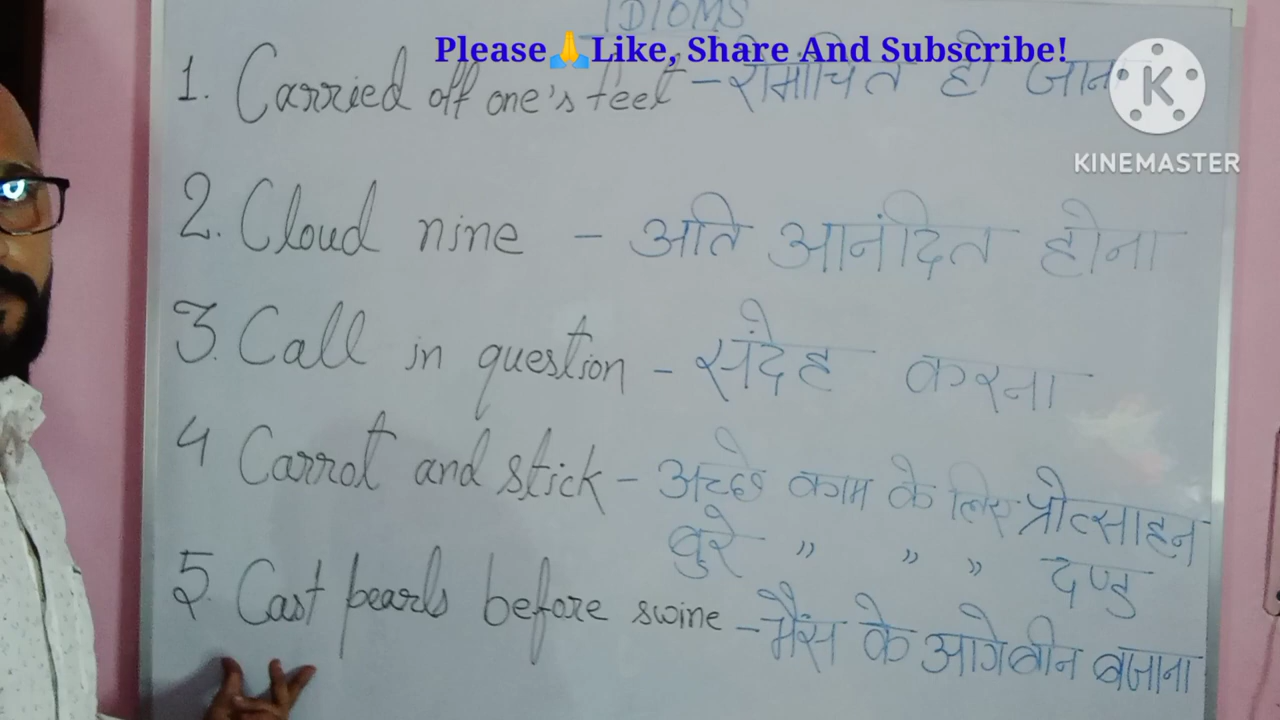 IDIOMS
Please🙏Like, Share And Subscribe!
1. Carried off one's feet - रोमांचित हो जाना
K
KINEMASTER
2. Cloud nine - अति आनंदित होना
3. Call in question - संदेह करना
4 Carrot and stick - अच्छे काम के लिए प्रोत्साहन
बुरे " " " दण्ड
5. Cast pearls before swine - भैंस के आगे बीन बजाना